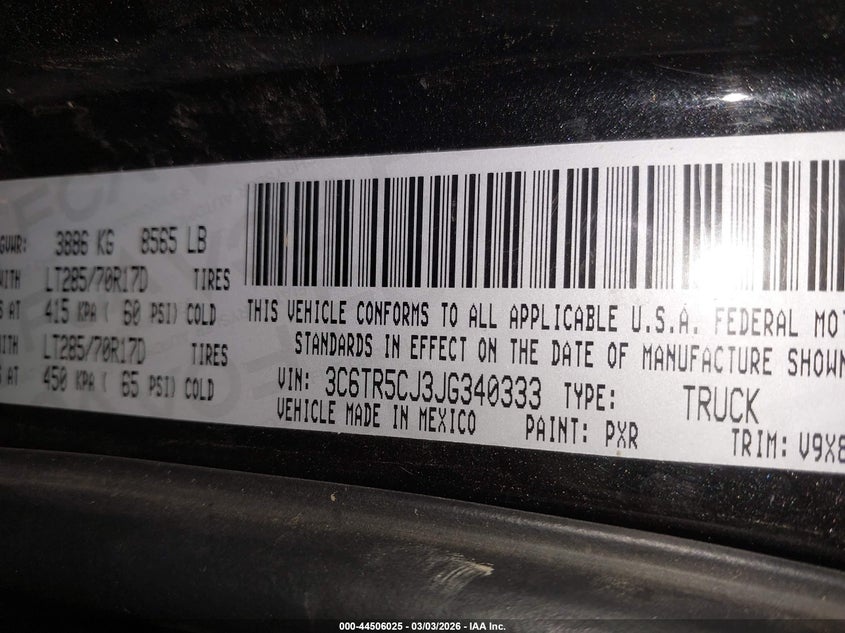 GVWR: 3886 KG 8565 LB
WITH LT285/70R17D TIRES
AT 415 KPA ( 60 PSI) COLD
WITH LT285/70R17D TIRES
AT 450 KPA ( 65 PSI) COLD
THIS VEHICLE CONFORMS TO ALL APPLICABLE U.S.A. FEDERAL MOT
STANDARDS IN EFFECT ON THE DATE OF MANUFACTURE SHOWN
VIN: 3C6TR5CJ3JG340333 TYPE: TRUCK
VEHICLE MADE IN MEXICO PAINT: PXR TRIM: V9X8
000-44506025 - 03/03/2026 - IAA Inc.